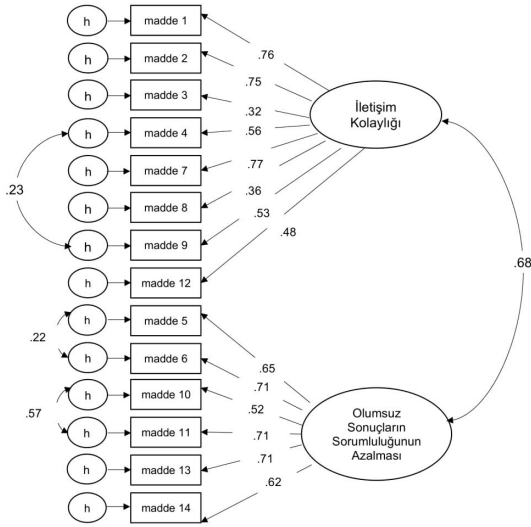 h madde 1
h madde 2
h madde 3
h madde 4
h madde 7
h madde 8
h madde 9
h madde 12
h madde 5
h madde 6
h madde 10
h madde 11
h madde 13
h madde 14
.76
.75
.32
.56
.77
.36
.53
.48
.65
.71
.52
.71
.71
.62
İletişim
Kolaylığı
Olumsuz
Sonuçların
Sorumluluğunun
Azalması
.23
.22
.57
.68